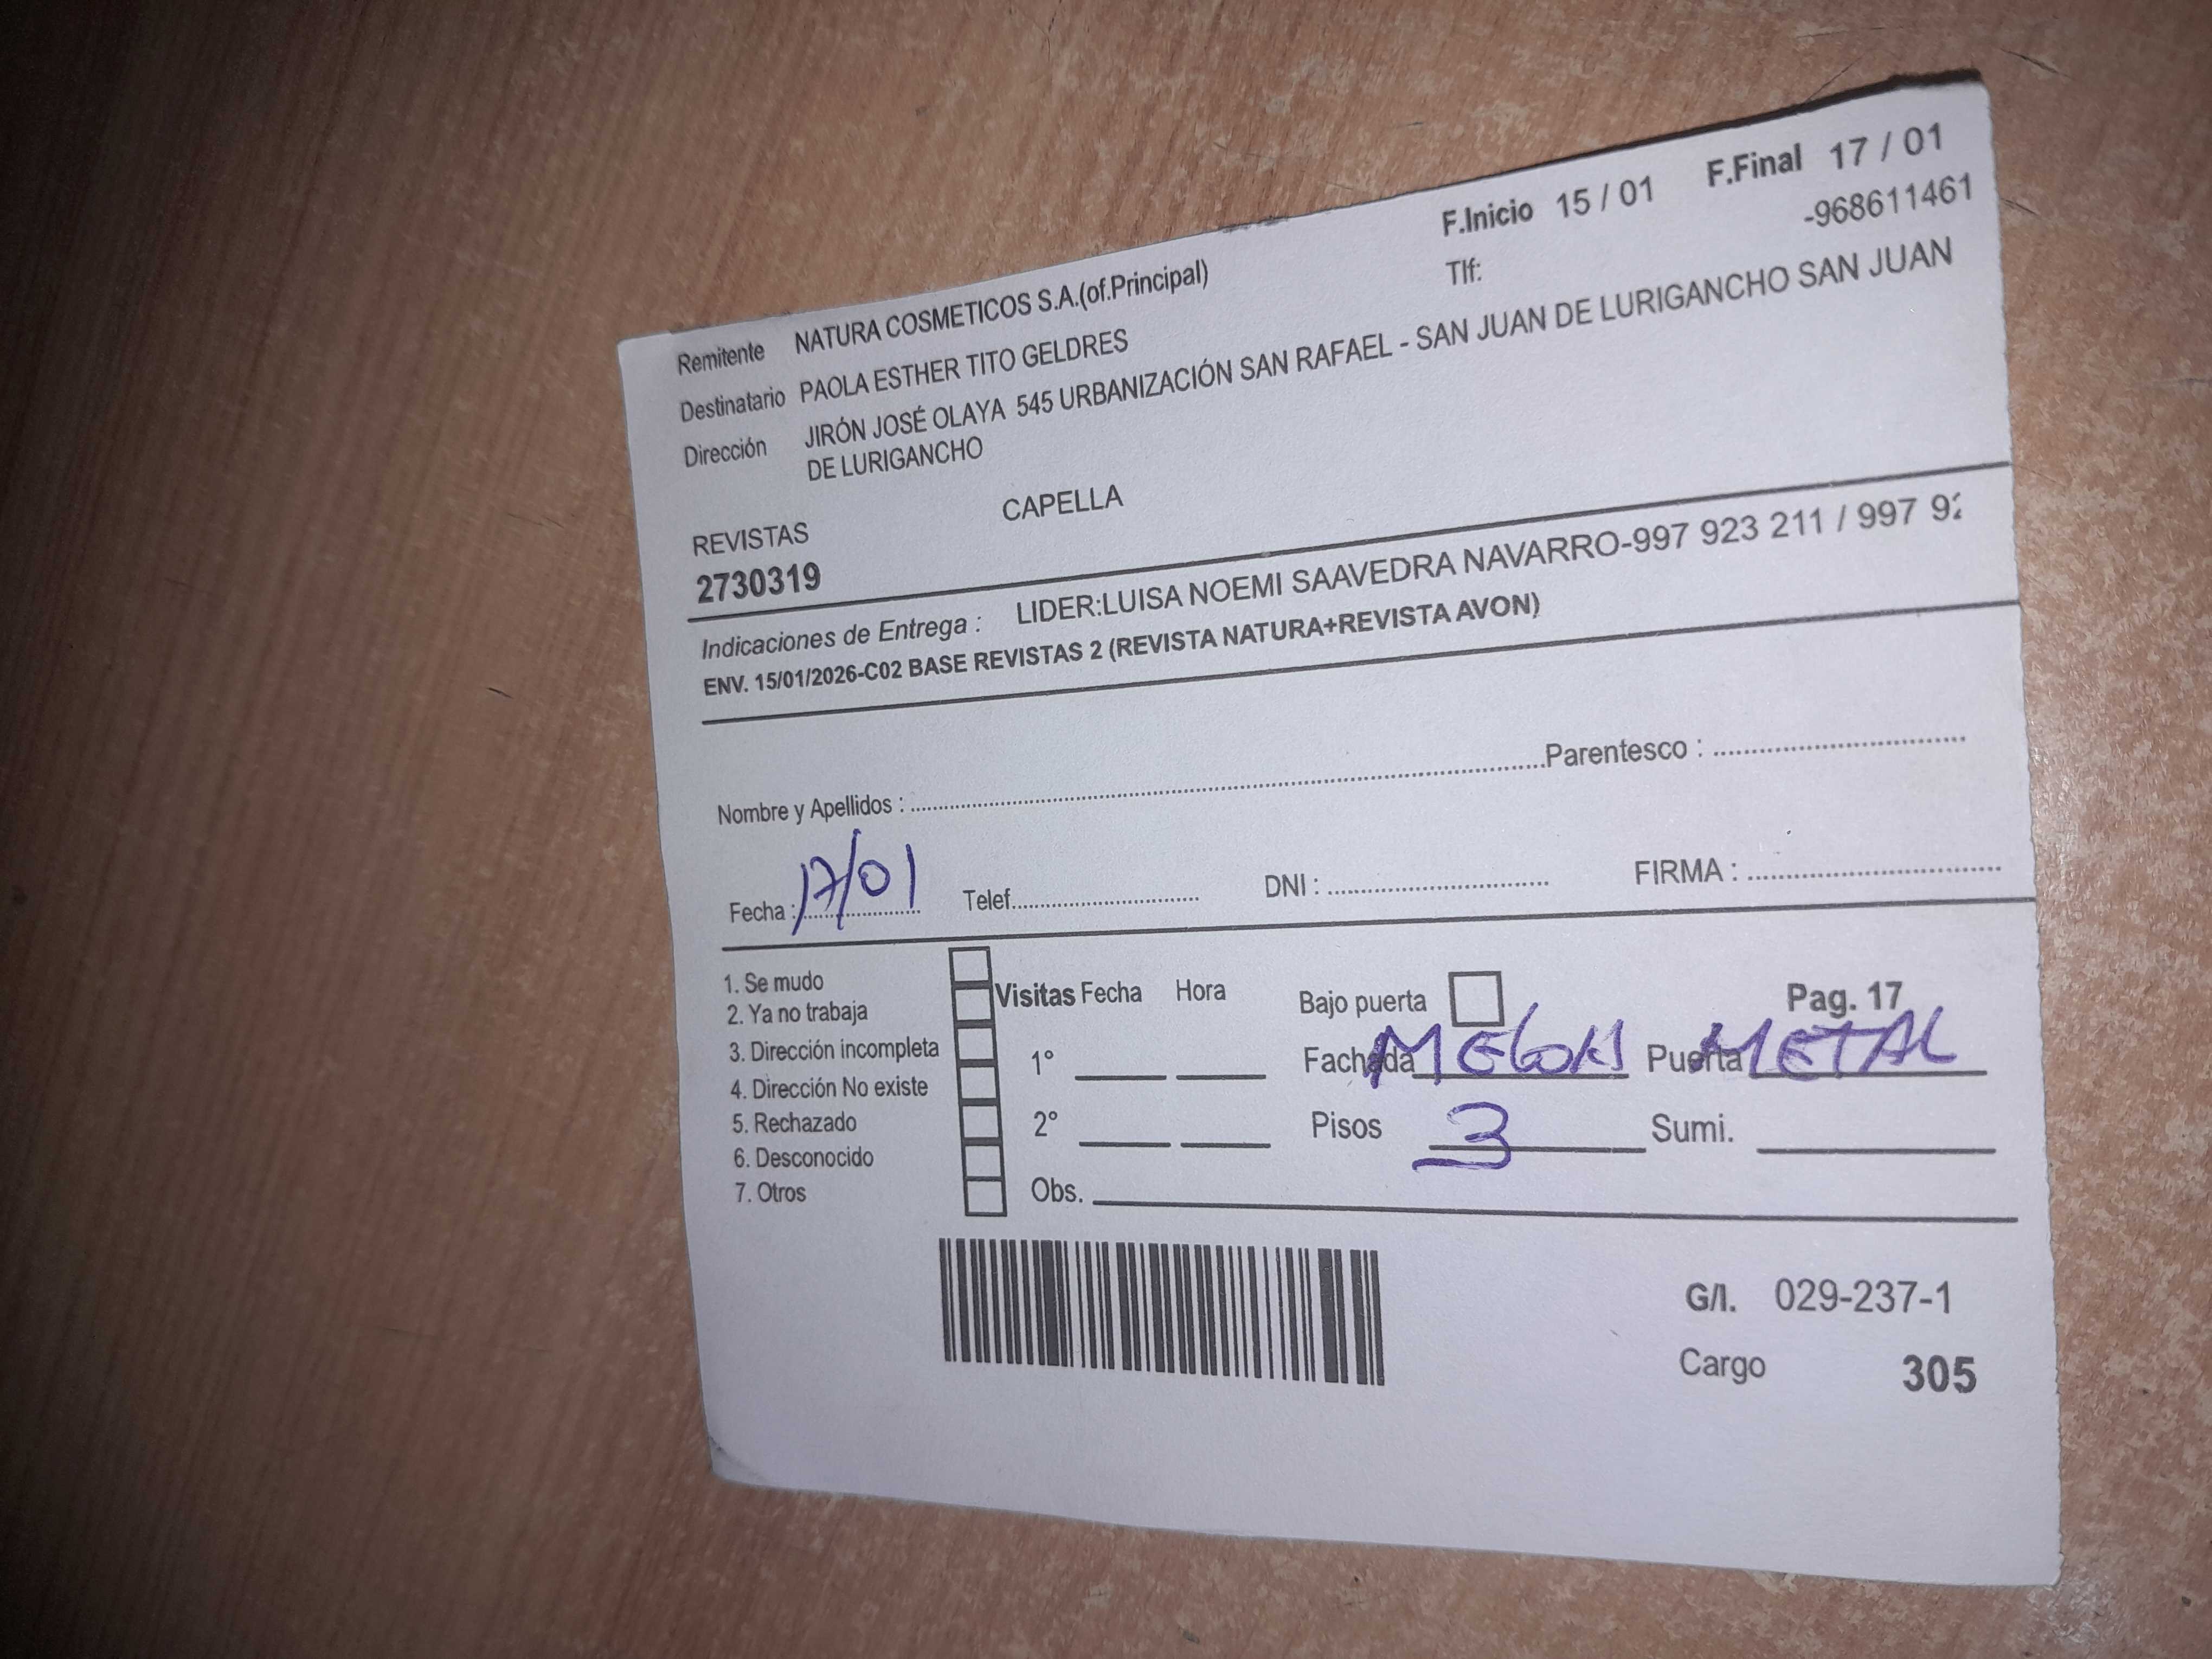 F.Inicio 15 / 01 F.Final 17 / 01
Remitente NATURA COSMETICOS S.A.(of.Principal) Tlf: -968611461
Destinatario PAOLA ESTHER TITO GELDRES
Dirección JIRÓN JOSÉ OLAYA 545 URBANIZACIÓN SAN RAFAEL - SAN JUAN DE LURIGANCHO SAN JUAN
DE LURIGANCHO
REVISTAS CAPELLA
2730319
Indicaciones de Entrega : LIDER:LUISA NOEMI SAAVEDRA NAVARRO-997 923 211 / 997
ENV. 15/01/2026-C02 BASE REVISTAS 2 (REVISTA NATURA+REVISTA AVON)
Nombre y Apellidos : Parentesco :
Fecha : 17/01 Telef. DNI : FIRMA :
1. Se mudo
2. Ya no trabaja
3. Dirección incompleta
4. Dirección No existe
5. Rechazado
6. Desconocido
7. Otros
Visitas Fecha Hora
1°
2°
Obs.
Bajo puerta Pag. 17
Fachada Puerta METAL
Pisos 3 Sumi.
G/I. 029-237-1
Cargo 305